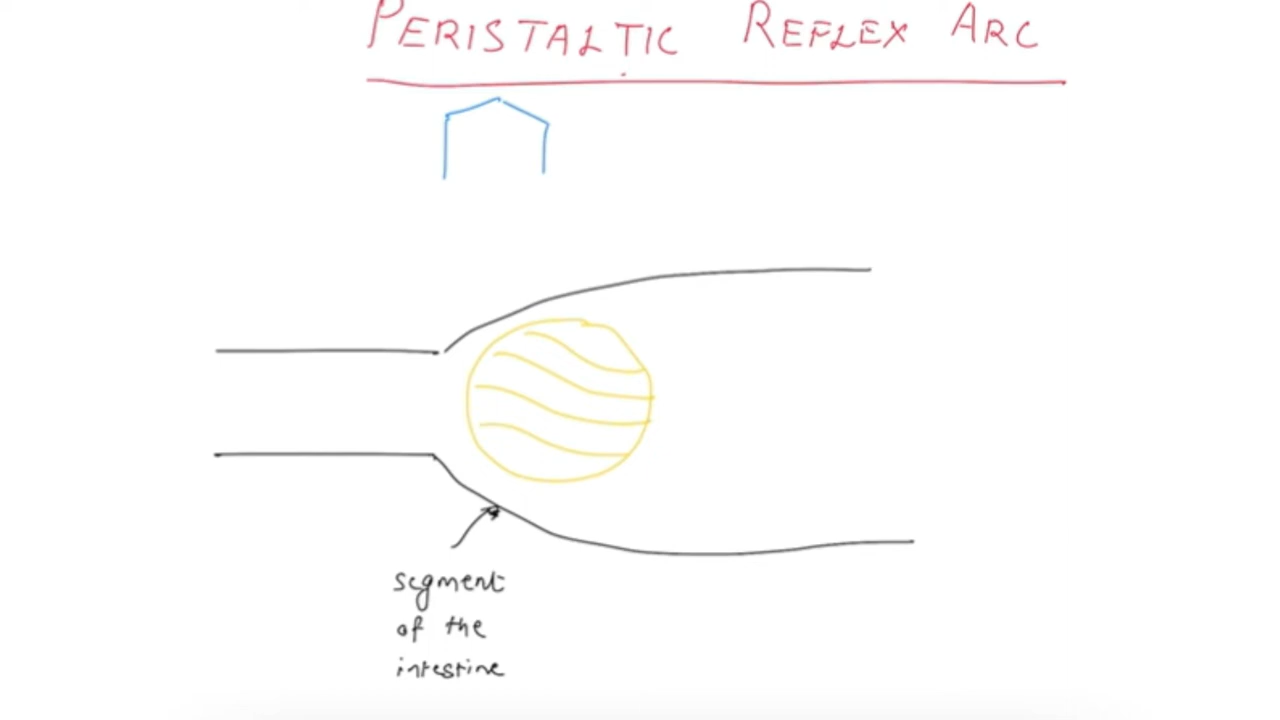 PERISTALTIC REFLEX ARC
segment
of the
intestine